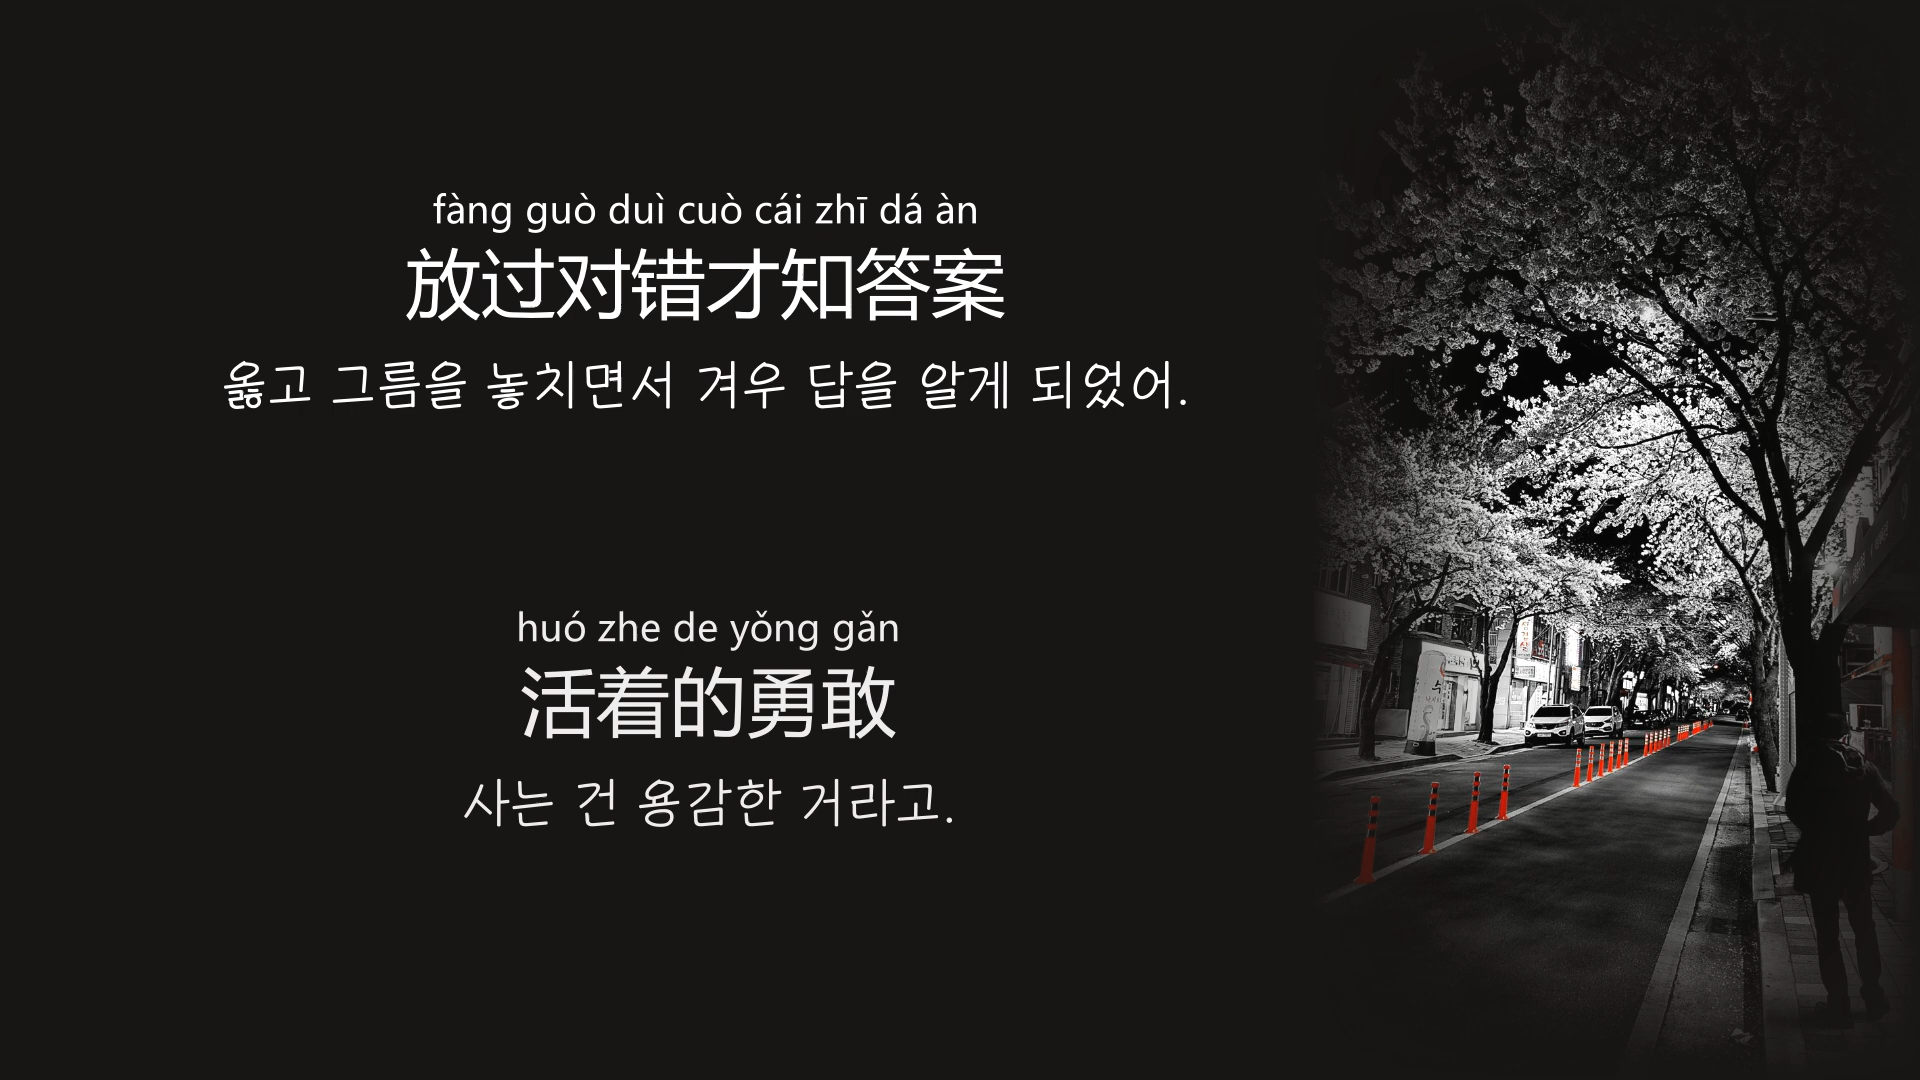 fàng guò duì cuò cái zhī dá àn
放过对错才知答案
옳고 그름을 놓치면서 겨우 답을 알게 되었어.
huó zhe de yǒng gǎn
活着的勇敢
사는 건 용감한 거라고.